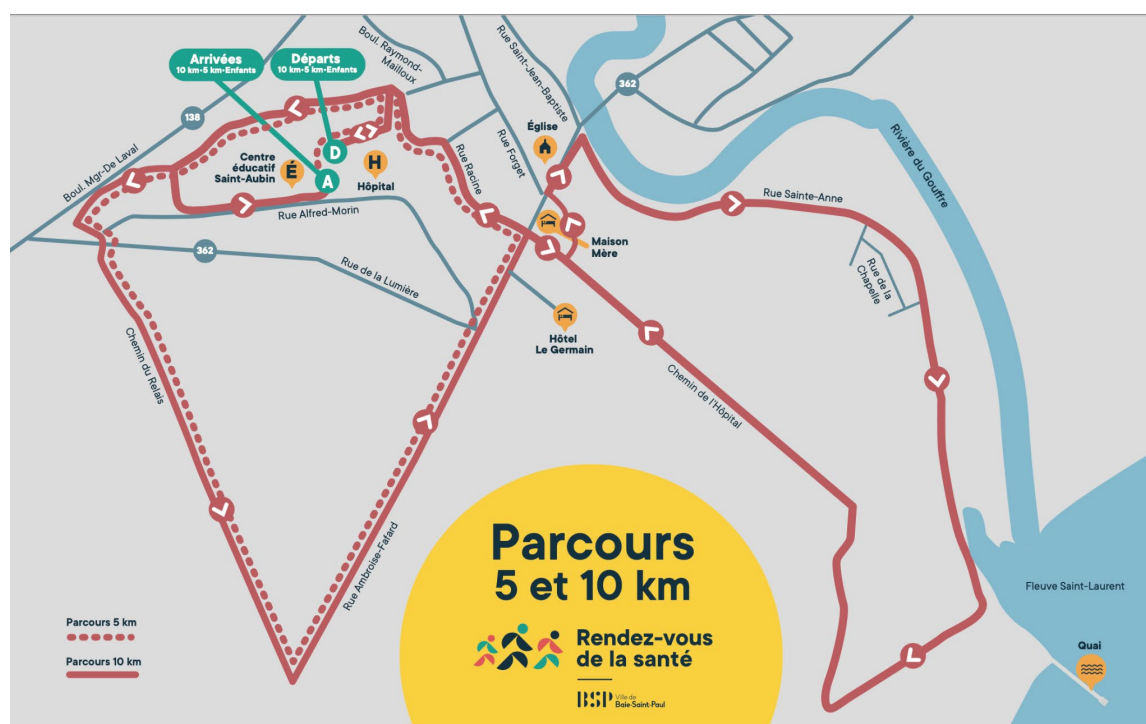 Arrivées
10 km•5 km•Enfants
Départs
10 km•5 km•Enfants
Boul. Raymond-
Mailloux
Rue Saint-Jean-Baptiste
362
138
Boul. Mgr-De Laval
Centre
éducatif
Saint-Aubin
É
D
A
H
Hôpital
Rue Racine
Rue Forget
Église
Rivière du Gouffre
Rue Sainte-Anne
Rue Alfred-Morin
Maison
Mère
362
Rue de la Lumière
Rue de la
Chapelle
Hôtel
Le Germain
Chemin du Relais
Chemin de l'Hôpital
Rue Ambroise-Fafard
Parcours
5 et 10 km
Rendez-vous
de la santé
BSP
Ville de
Baie-Saint-Paul
Fleuve Saint-Laurent
Quai
Parcours 5 km
Parcours 10 km